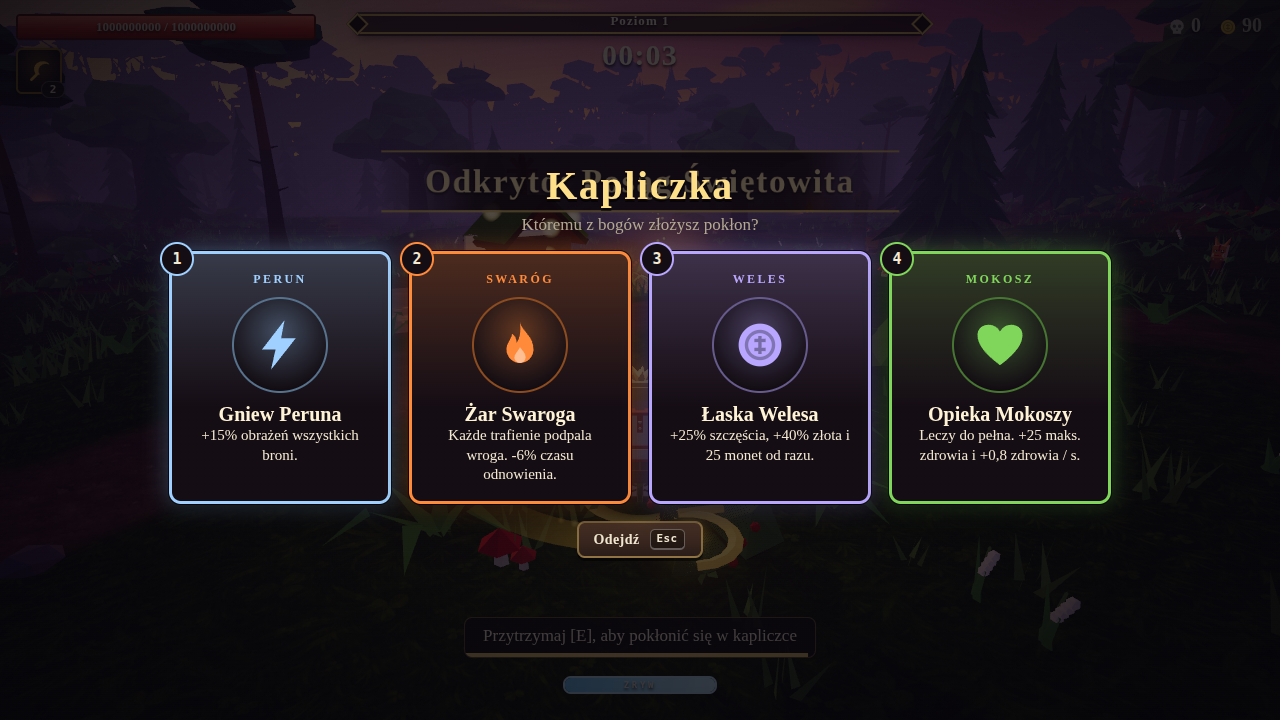 1000000000 / 1000000000
Poziom 1
0
90
00:03
2
Odkryto: Posąg Świętowita
Kapliczka
Któremu z bogów złożysz pokłon?
1
PERUN
Gniew Peruna
+15% obrażeń wszystkich
broni.
2
SWARÓG
Żar Swaroga
Każde trafienie podpala
wroga. -6% czasu
odnowienia.
3
WELES
Łaska Welesa
+25% szczęścia, +40% złota i
25 monet od razu.
4
MOKOSZ
Opieka Mokoszy
Leczy do pełna. +25 maks.
zdrowia i +0,8 zdrowia / s.
Odejdź Esc
Przytrzymaj [E], aby pokłonić się w kapliczce